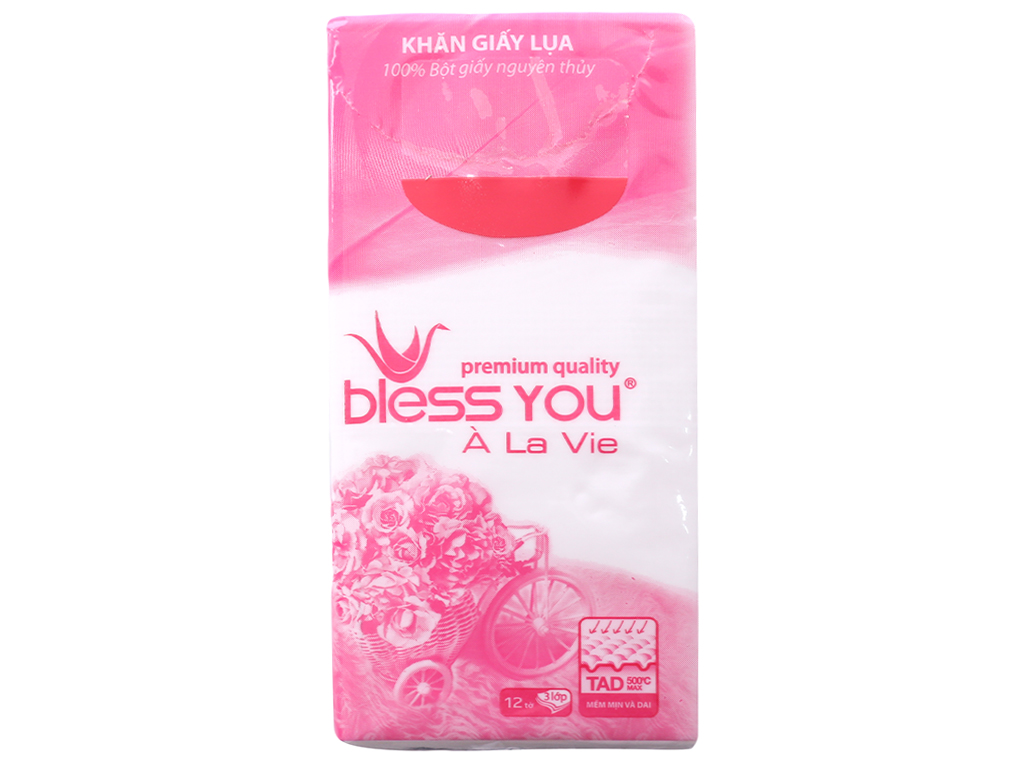 KHĂN GIẤY LỤA
100% Bột giấy nguyên thủy
premium quality
bless you®
À La Vie
12 tờ 3 lớp
TAD 500°C MAX
MỀM MỊN VÀ DAI